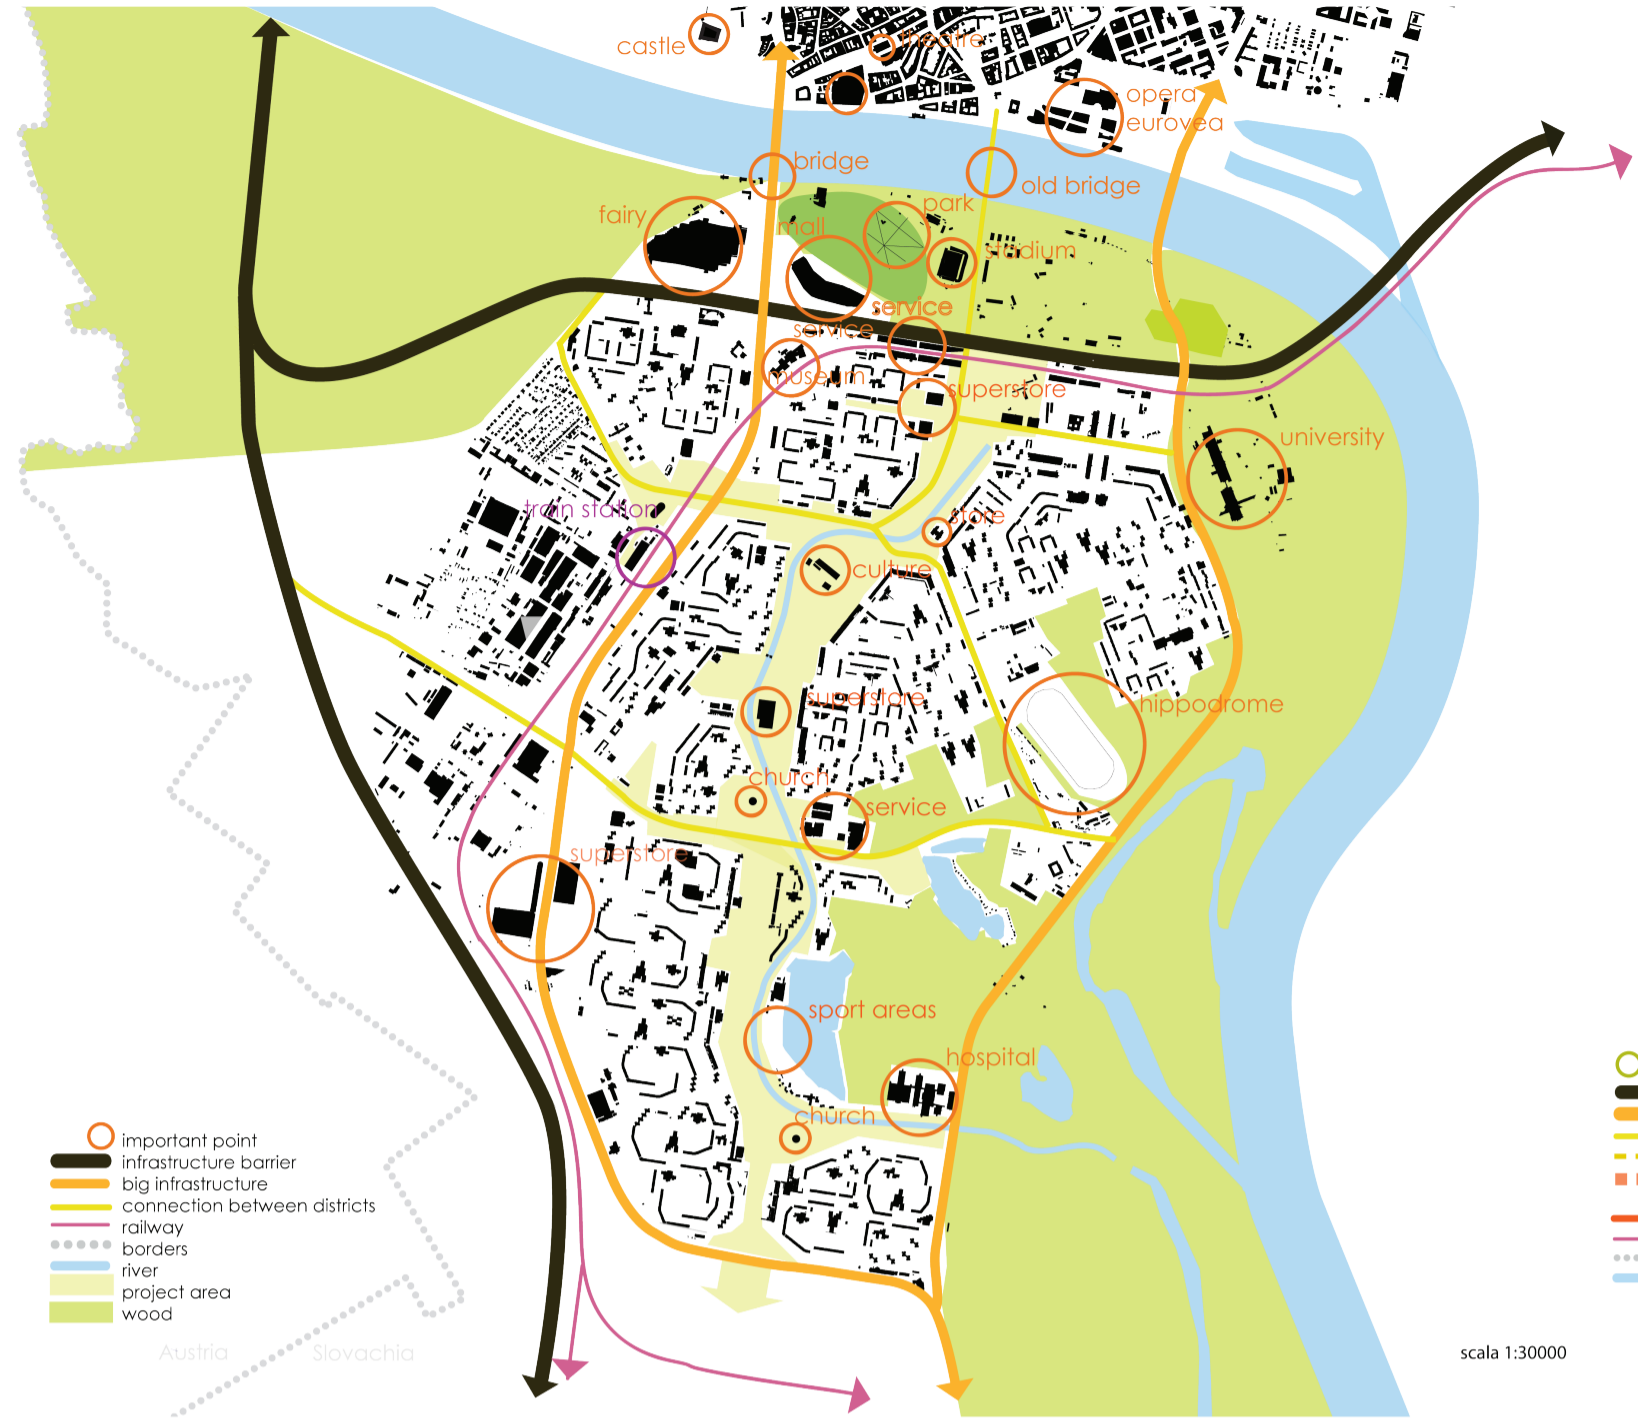 castle
theatre
opera
eurovea
bridge
old bridge
fairy
park
mall
stadium
service
service
museum
superstore
university
train station
store
culture
superstore
hippodrome
church
service
superstore
sport areas
hospital
church
important point
infrastructure barrier
big infrastructure
connection between districts
railway
borders
river
project area
wood
Austria
Slovachia
scala 1:30000